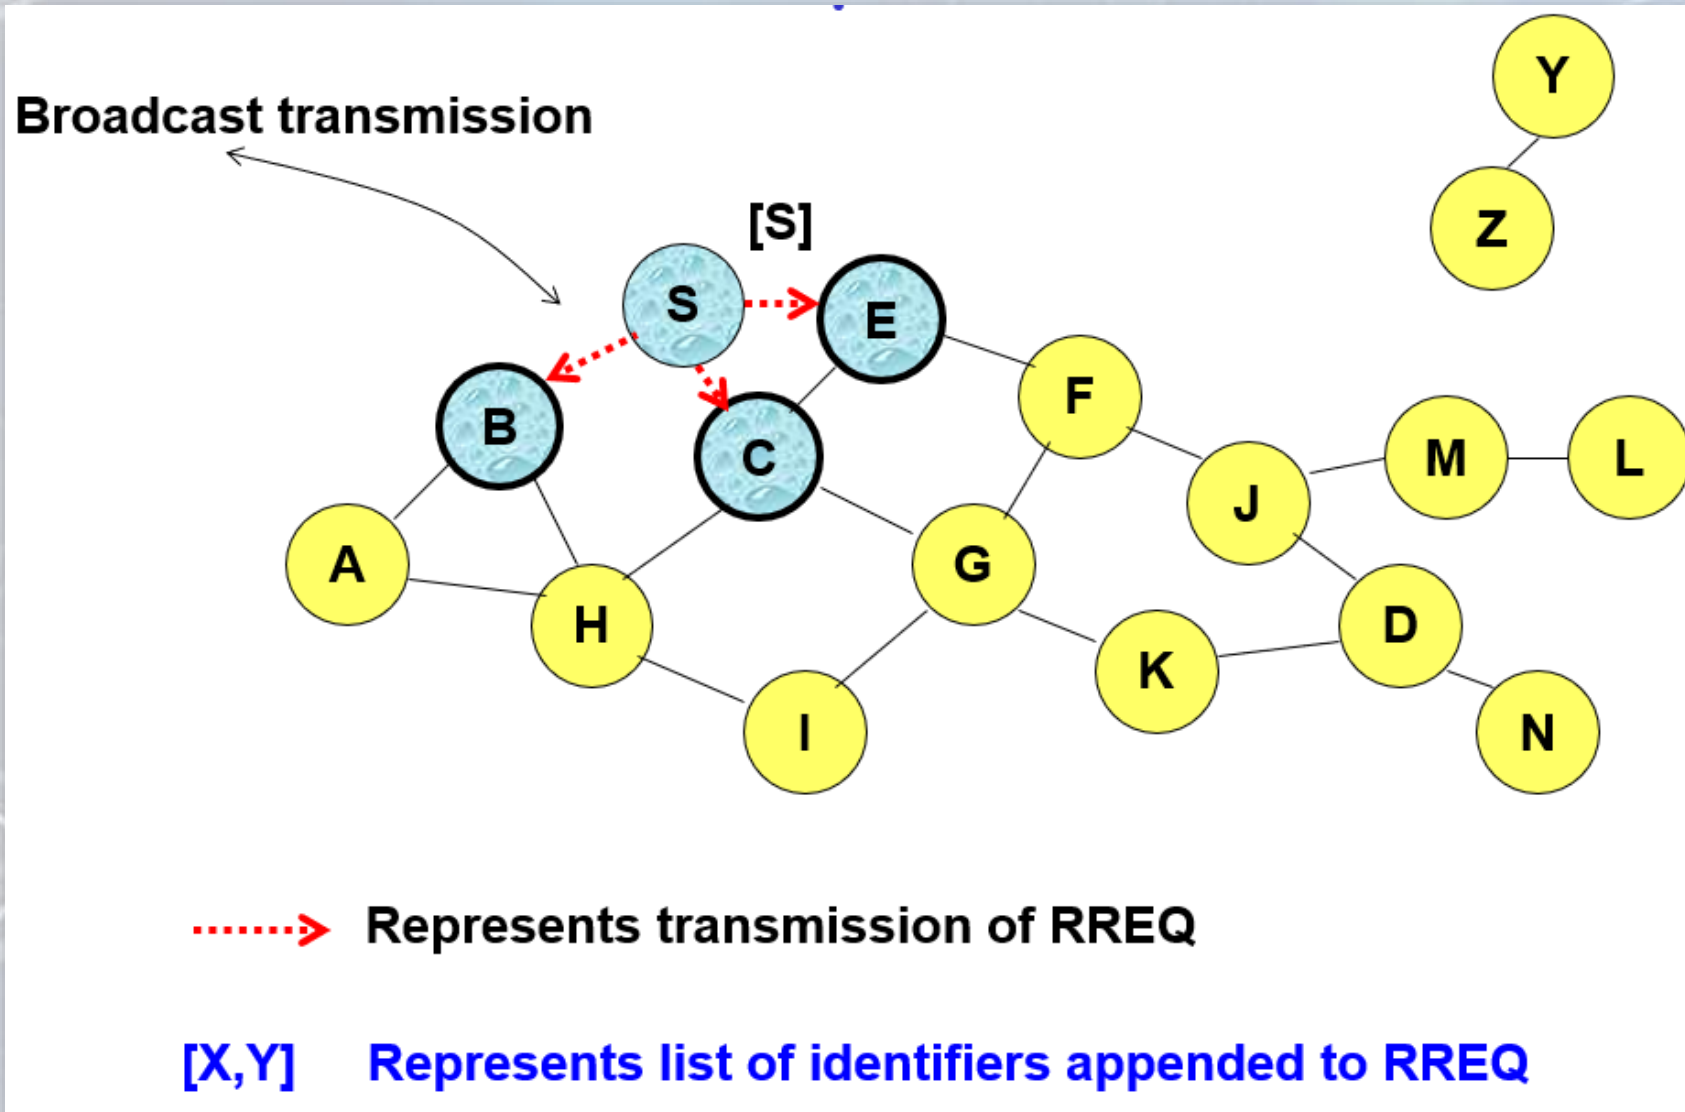 Y
Broadcast transmission
Z
[S]
S
E
B
C
F
M
L
J
A
G
H
D
K
I
N
Represents transmission of RREQ
[X,Y] Represents list of identifiers appended to RREQ